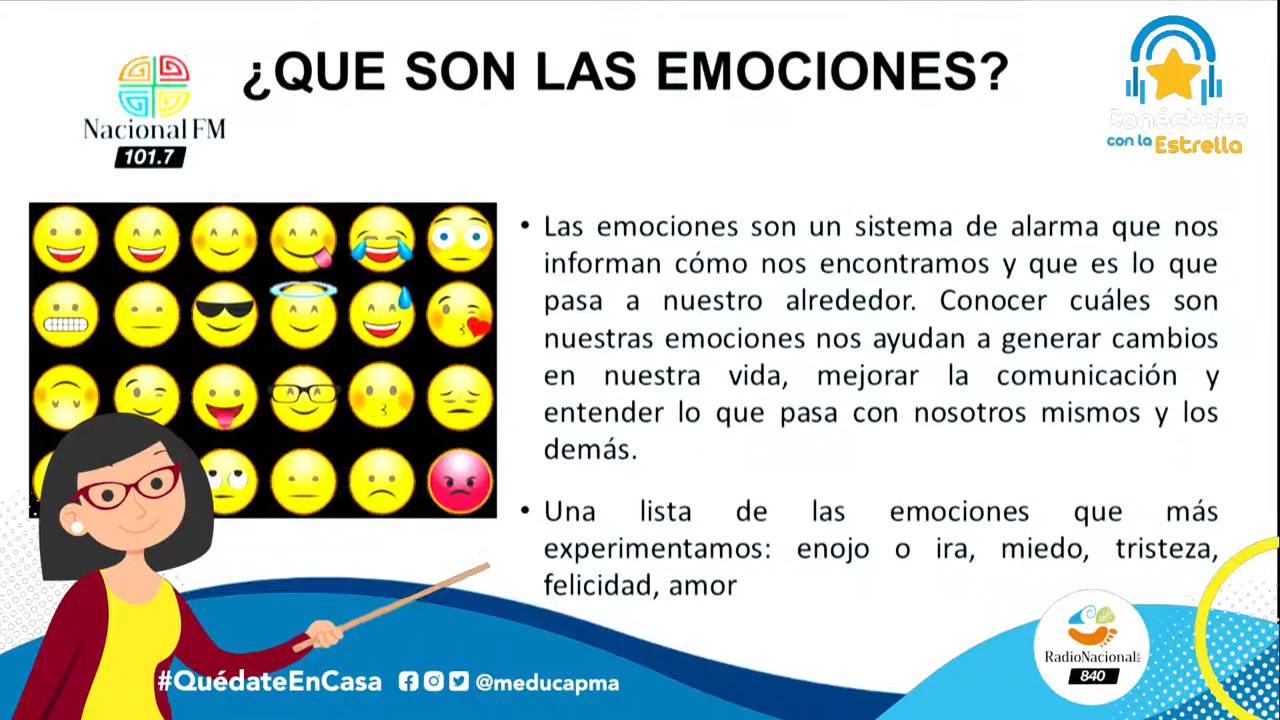 ¿QUE SON LAS EMOCIONES?
Nacional FM
101.7
Conéctate
con la Estrella
• Las emociones son un sistema de alarma que nos
informan cómo nos encontramos y que es lo que
pasa a nuestro alrededor. Conocer cuáles son
nuestras emociones nos ayudan a generar cambios
en nuestra vida, mejorar la comunicación y
entender lo que pasa con nosotros mismos y los
demás.
• Una lista de las emociones que más
experimentamos: enojo o ira, miedo, tristeza,
felicidad, amor
RadioNacional
840
#QuédateEnCasa @meducapma